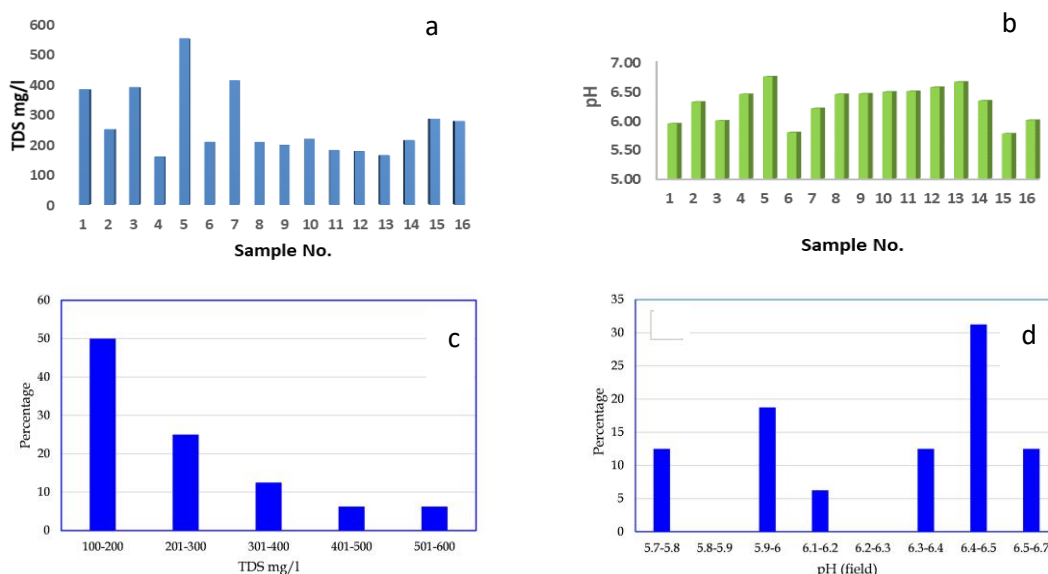 a
600
500
400
300
200
100
0
TDS mg/l
1 2 3 4 5 6 7 8 9 10 11 12 13 14 15 16
Sample No.
b
7.00
6.50
6.00
5.50
5.00
pH
1 2 3 4 5 6 7 8 9 10 11 12 13 14 15 16
Sample No.
c
60
50
40
30
20
10
0
Percentage
100-200 201-300 301-400 401-500 501-600
TDS mg/l
d
35
30
25
20
15
10
5
0
Percentage
5.7-5.8 5.8-5.9 5.9-6 6.1-6.2 6.2-6.3 6.3-6.4 6.4-6.5 6.5-6.7
pH (field)